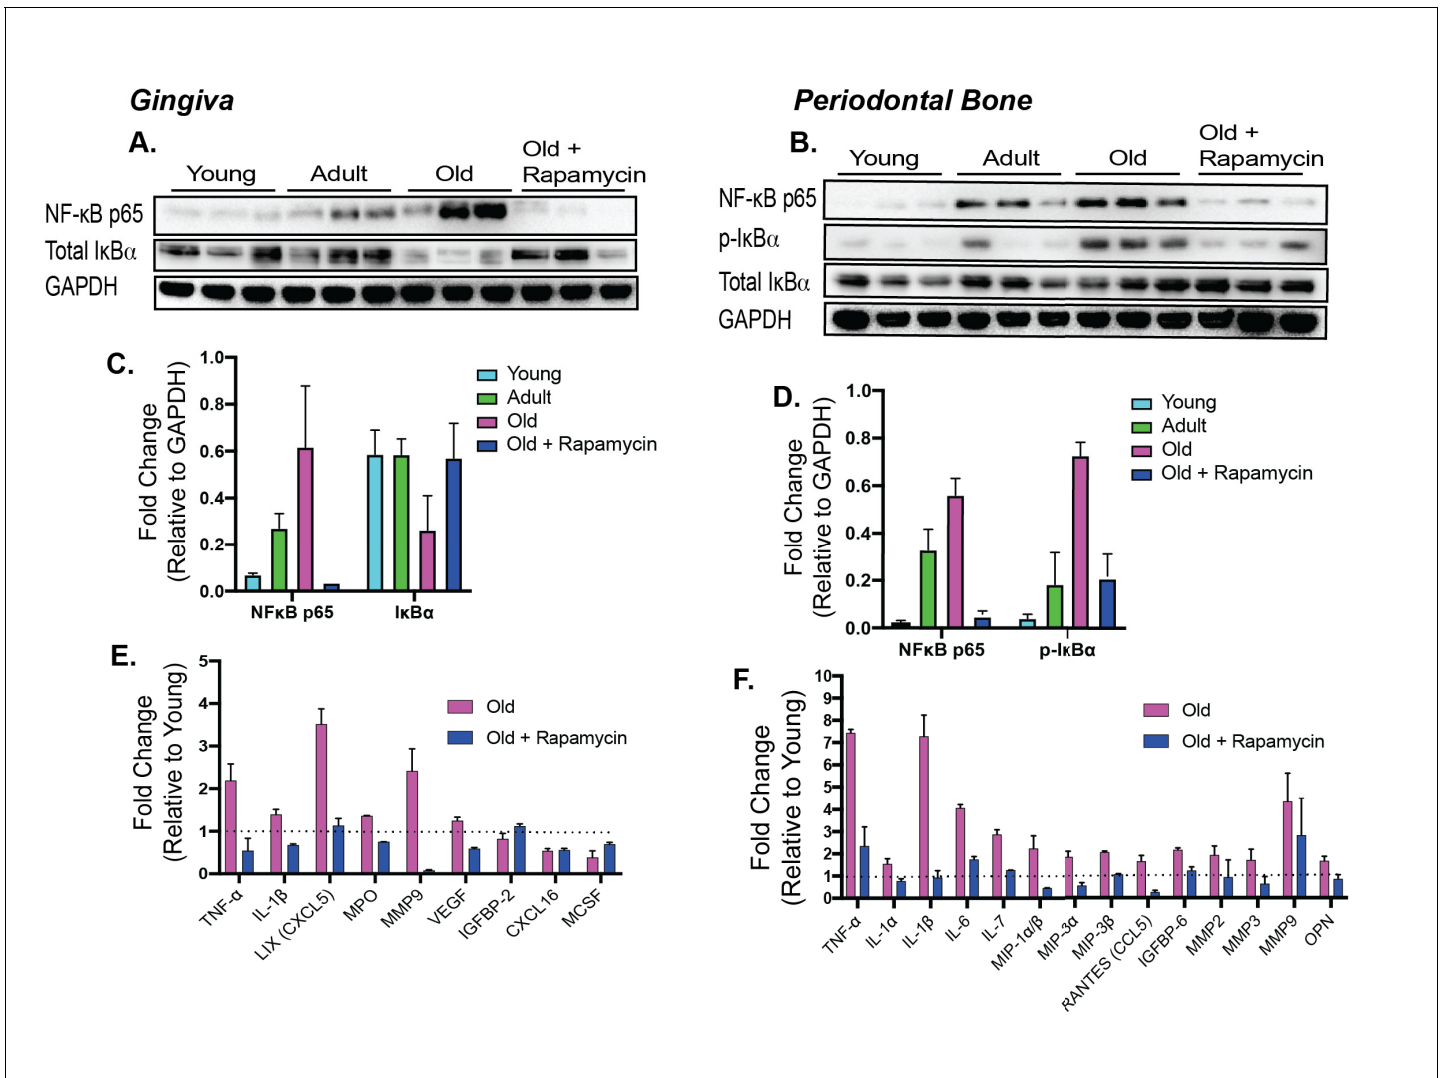 Gingiva
A.
Young
Adult
Old
Old +
Rapamycin
NF-κB p65
Total IκBα
GAPDH
Periodontal Bone
B.
Young
Adult
Old
Old +
Rapamycin
NF-κB p65
p-IκBα
Total IκBα
GAPDH
C.
Fold Change
(Relative to GAPDH)
1.0
0.8
0.6
0.4
0.2
0.0
NFκB p65
IκBα
Young
Adult
Old
Old + Rapamycin
D.
Fold Change
(Relative to GAPDH)
1.0
0.8
0.6
0.4
0.2
0.0
NFκB p65
p-IκBα
Young
Adult
Old
Old + Rapamycin
E.
Fold Change
(Relative to Young)
5
4
3
2
1
0
Old
Old + Rapamycin
TNF-α
IL-1β
LIX (CXCL5)
MPO
MMP9
VEGF
IGFBP-2
CXCL16
MCSF
F.
Fold Change
(Relative to Young)
10
9
8
7
6
5
4
3
2
1
0
Old
Old + Rapamycin
TNF-α
IL-1α
IL-1β
IL-6
IL-7
MIP-1α/β
MIP-3α
MIP-3β
RANTES (CCL5)
IGFBP-6
MMP2
MMP3
MMP9
OPN